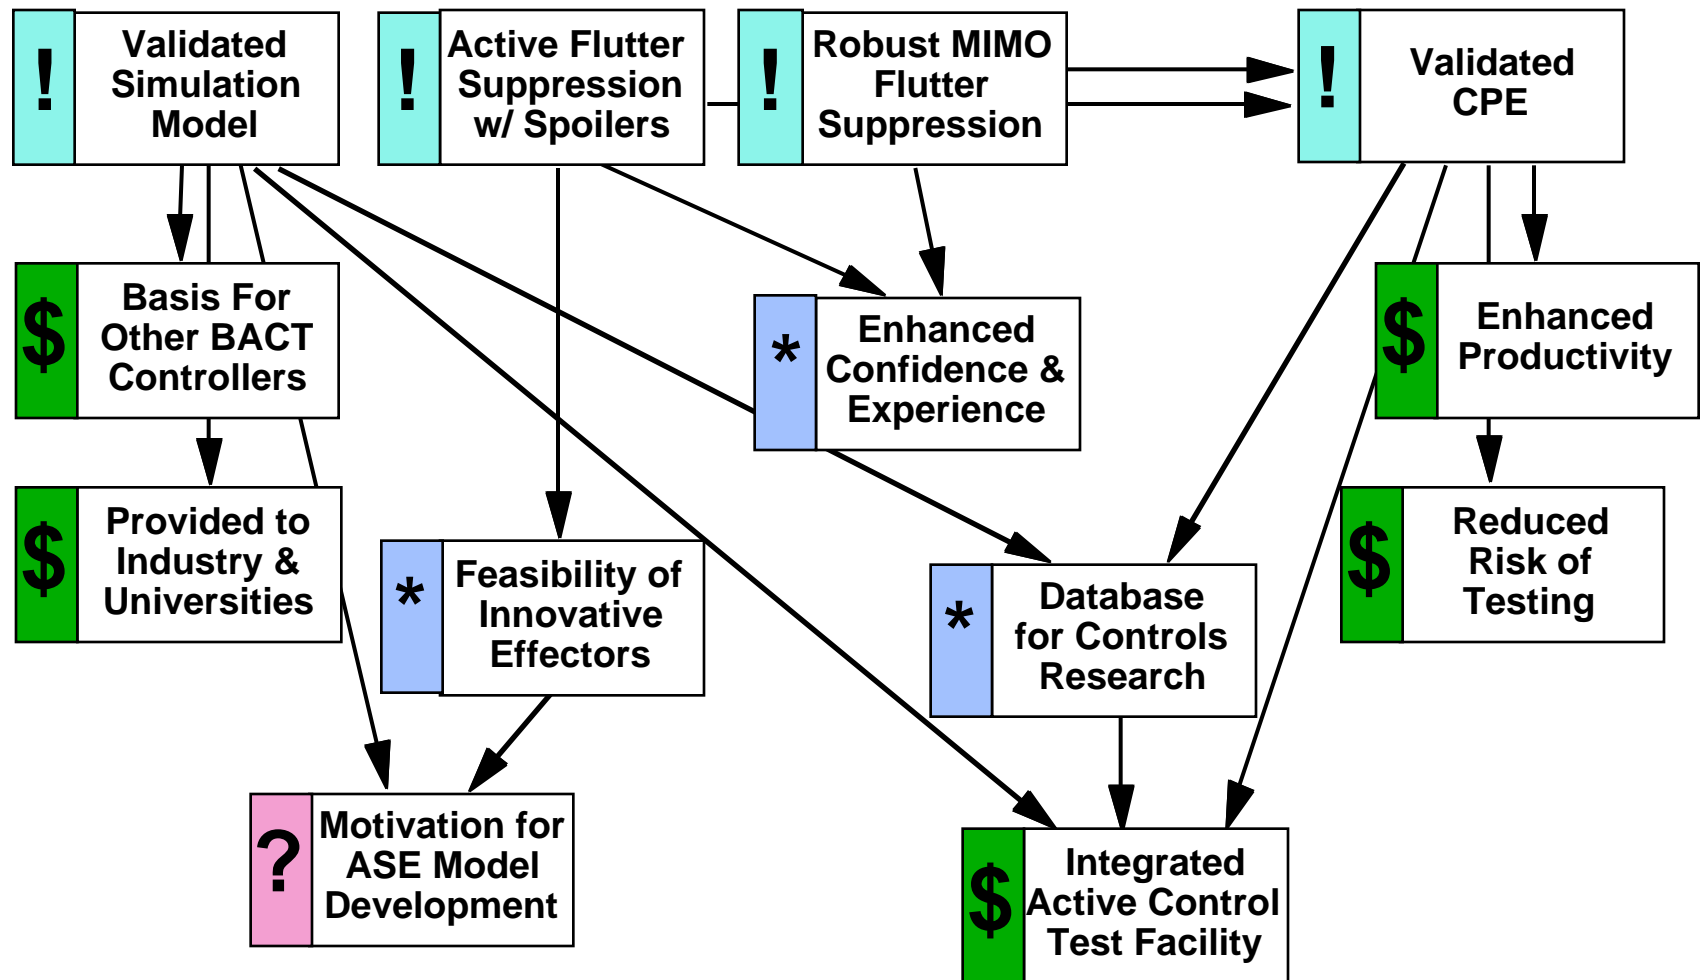 !
Validated
Simulation
Model
!
Active Flutter
Suppression
w/ Spoilers
!
Robust MIMO
Flutter
Suppression
!
Validated
CPE
$
Basis For
Other BACT
Controllers
*
Enhanced
Confidence &
Experience
$
Enhanced
Productivity
$
Provided to
Industry &
Universities
*
Feasibility of
Innovative
Effectors
*
Database
for Controls
Research
$
Reduced
Risk of
Testing
?
Motivation for
ASE Model
Development
$
Integrated
Active Control
Test Facility